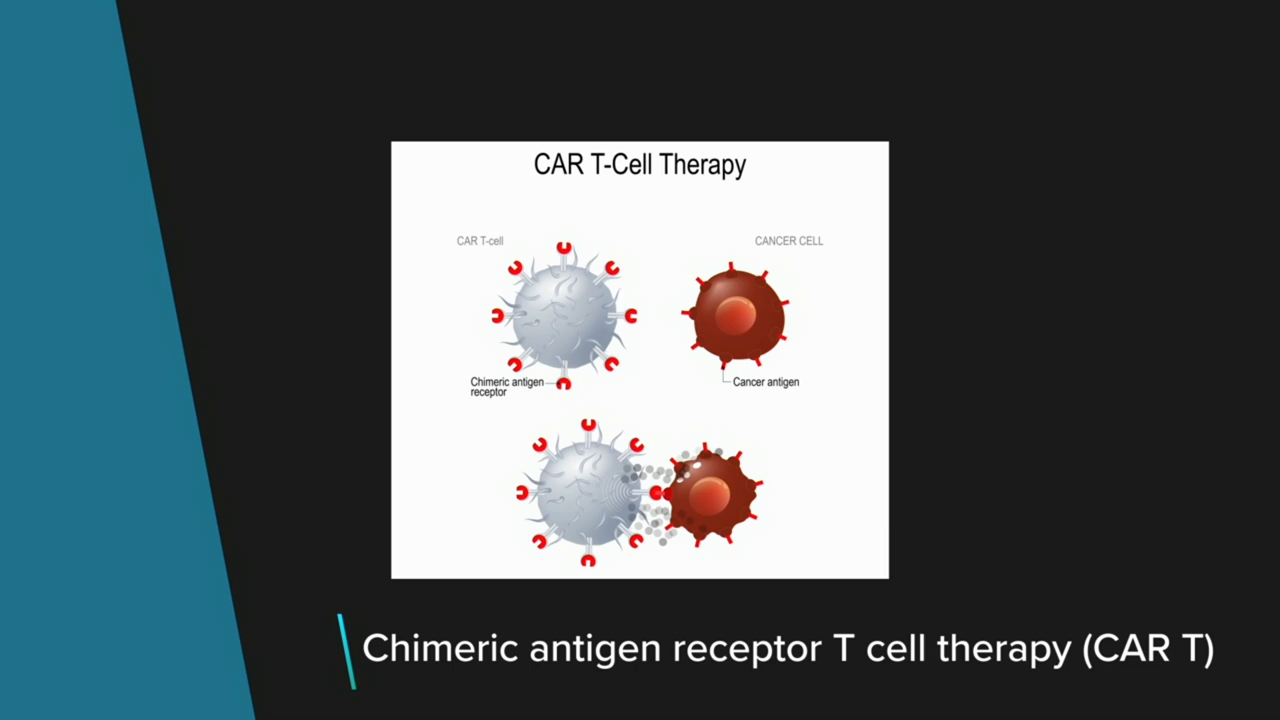 CAR T-Cell Therapy
CAR T-cell
CANCER CELL
Chimeric antigen
receptor
Cancer antigen
Chimeric antigen receptor T cell therapy (CAR T)